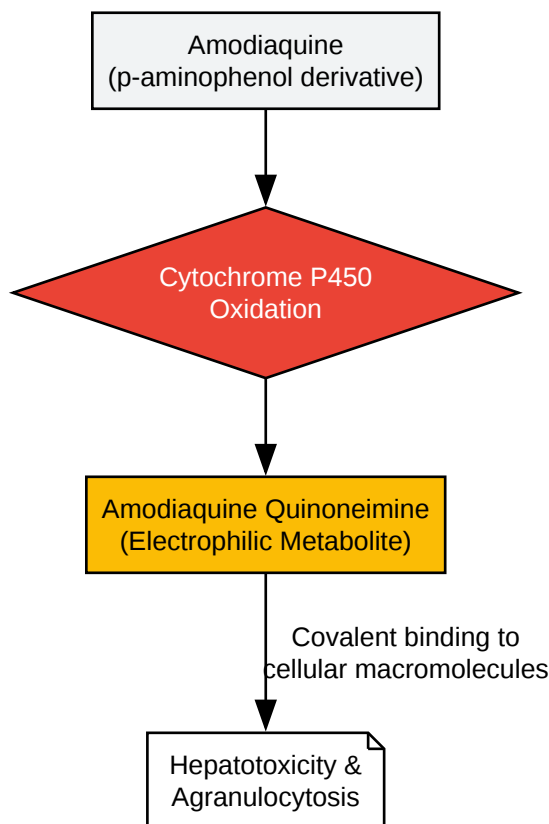 Amodiaquine
(p-aminophenol derivative)
Cytochrome P450
Oxidation
Amodiaquine Quinoneimine
(Electrophilic Metabolite)
Covalent binding to
cellular macromolecules
Hepatotoxicity &
Agranulocytosis